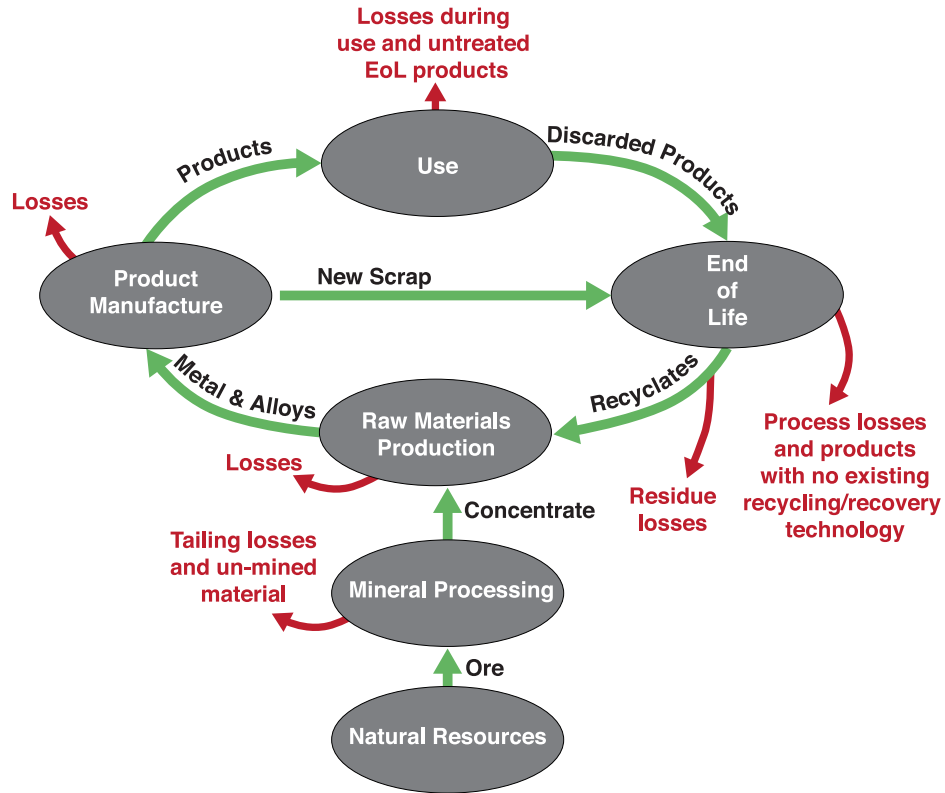 Losses during
use and untreated
EoL products
Use
Products
Discarded Products
Losses
Product
Manufacture
New Scrap
End
of
Life
Metal & Alloys
Recyclates
Raw Materials
Production
Losses
Process losses
and products
with no existing
recycling/recovery
technology
Residue
losses
Concentrate
Tailing losses
and un-mined
material
Mineral Processing
Ore
Natural Resources